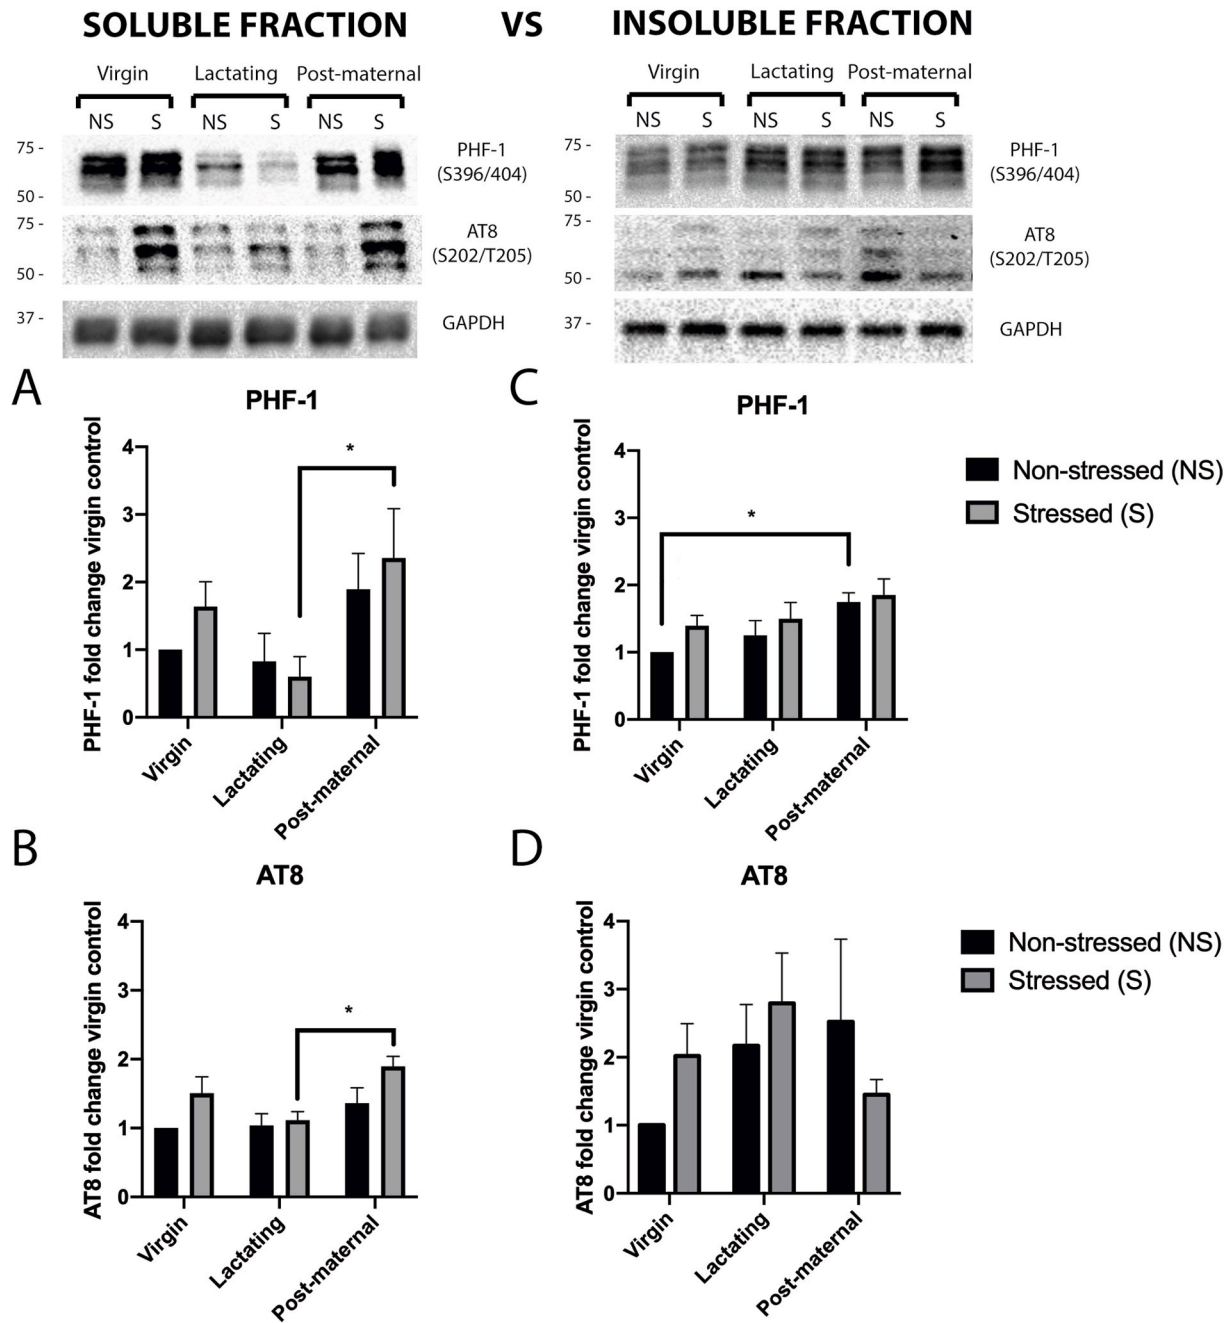 SOLUBLE FRACTION VS INSOLUBLE FRACTION
Virgin Lactating Post-maternal
NS S NS S NS S
75 -
50 -
PHF-1
(S396/404)
75 -
50 -
AT8
(S202/T205)
37 -
GAPDH
Virgin Lactating Post-maternal
NS S NS S NS S
75 -
50 -
PHF-1
(S396/404)
75 -
50 -
AT8
(S202/T205)
37 -
GAPDH
A
PHF-1
PHF-1 fold change virgin control
4
3
2
1
0
*
Virgin
Lactating
Post-maternal
C
PHF-1
PHF-1 fold change virgin control
4
3
2
1
0
*
Virgin
Lactating
Post-maternal
Non-stressed (NS)
Stressed (S)
B
AT8
AT8 fold change virgin control
4
3
2
1
0
*
Virgin
Lactating
Post-maternal
D
AT8
AT8 fold change virgin control
4
3
2
1
0
Virgin
Lactating
Post-maternal
Non-stressed (NS)
Stressed (S)